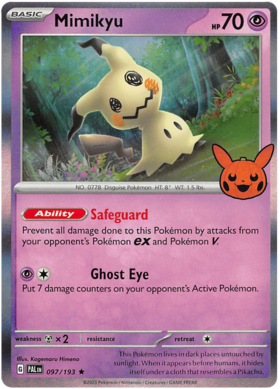 BASIC
Mimikyu
HP 70
NO. 0778 Disguise Pokémon HT: 8" WT: 1.5 lbs.
Ability Safeguard
Prevent all damage done to this Pokémon by attacks from
your opponent's Pokémon ex and Pokémon V.
Ghost Eye
Put 7 damage counters on your opponent's Active Pokémon.
weakness ×2 resistance retreat
Illus. Kagemaru Himeno
G PAL EN 097/193 ★
This Pokémon lives in dark places untouched by
sunlight. When it appears before humans, it hides
itself under a cloth that resembles a Pikachu.
©2023 Pokémon / Nintendo / Creatures / GAME FREAK